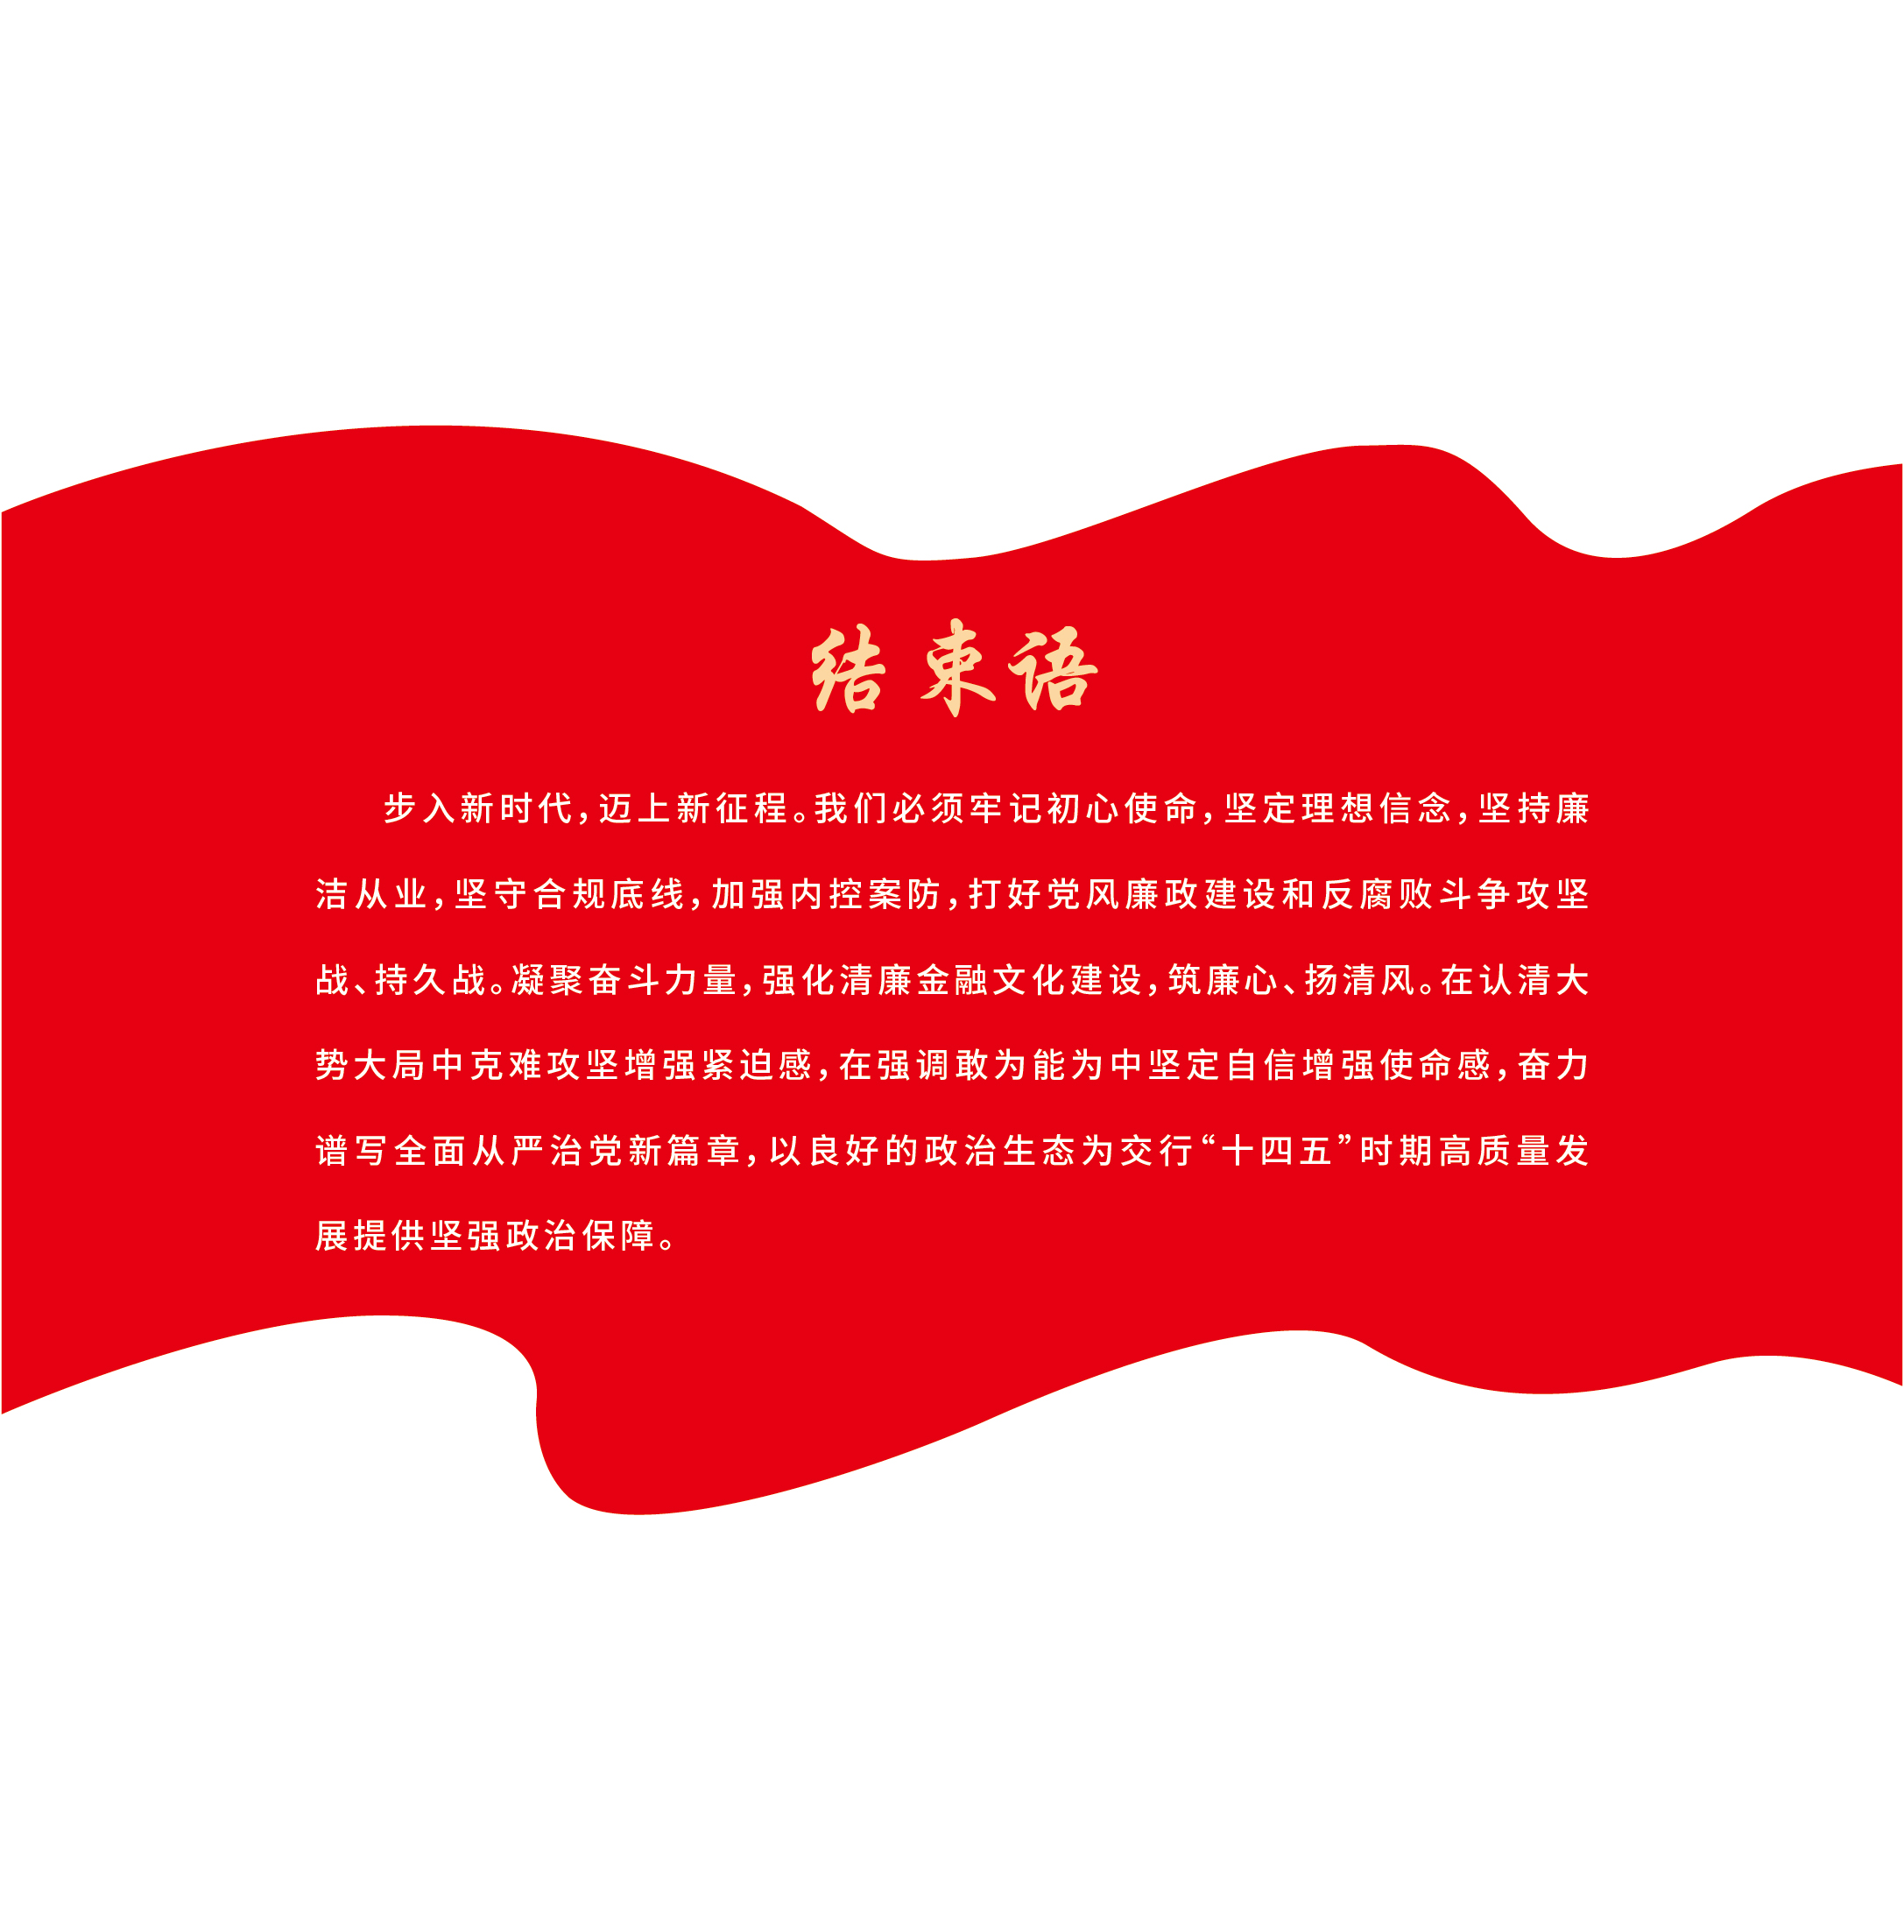 结束语
步入新时代，迈上新征程。我们必须牢记初心使命，坚定理想信念，坚持廉
洁从业，坚守合规底线，加强内控案防，打好党风廉政建设和反腐败斗争攻坚
战、持久战。凝聚奋斗力量，强化清廉金融文化建设，筑廉心、扬清风。在认清大
势大局中克难攻坚增强紧迫感，在强调敢为能为中坚定自信增强使命感，奋力
谱写全面从严治党新篇章，以良好的政治生态为交行“十四五”时期高质量发
展提供坚强政治保障。